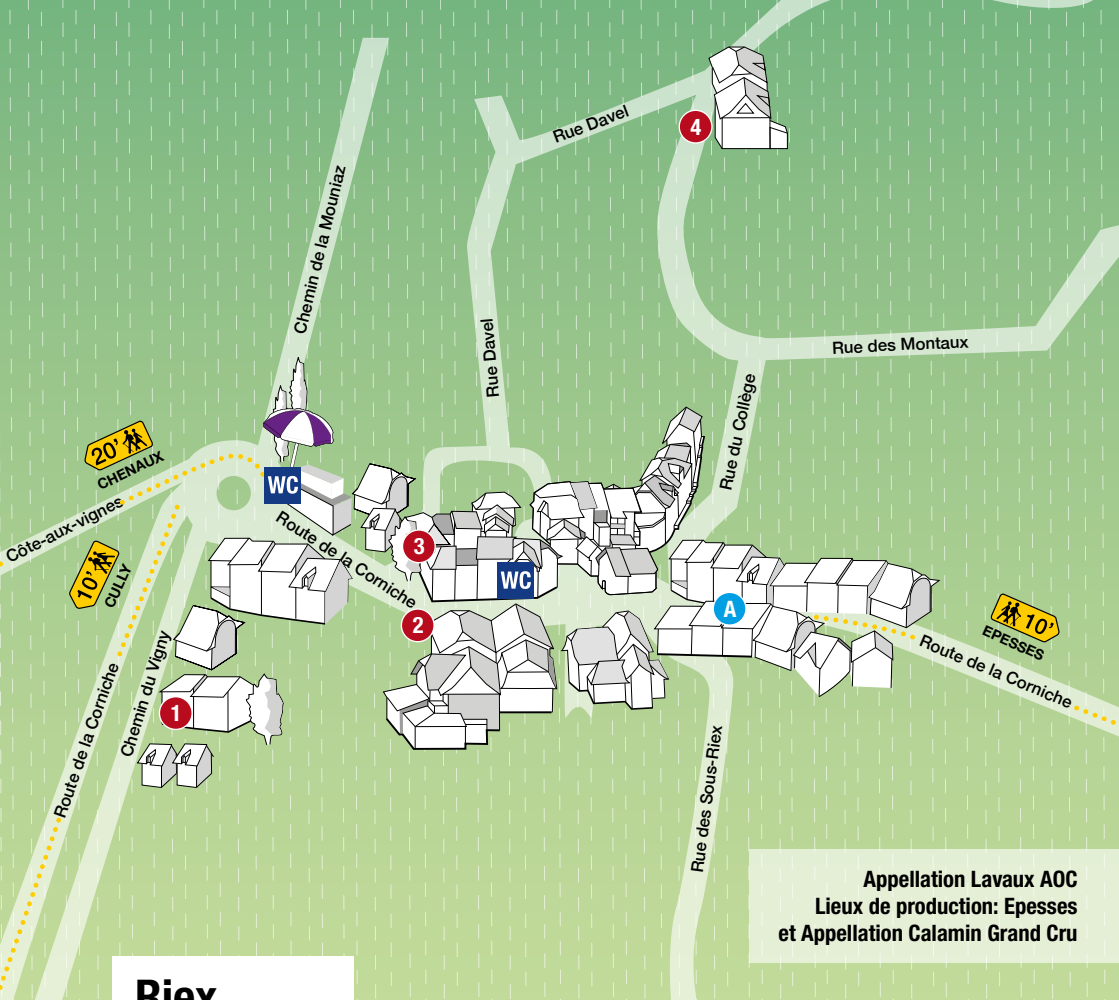 Rue Davel
4
Chemin de la Mouniaz
Rue Davel
Rue des Montaux
Rue du Collège
20'
CHENAUX
WC
Côte-aux-vignes
Route de la Corniche
3
WC
10'
CULLY
2
A
10'
EPESSES
Route de la Corniche
Chemin du Vigny
1
Route de la Corniche
Rue des Sous-Riex
Appellation Lavaux AOC
Lieux de production: Epesses
et Appellation Calamin Grand Cru
Riex